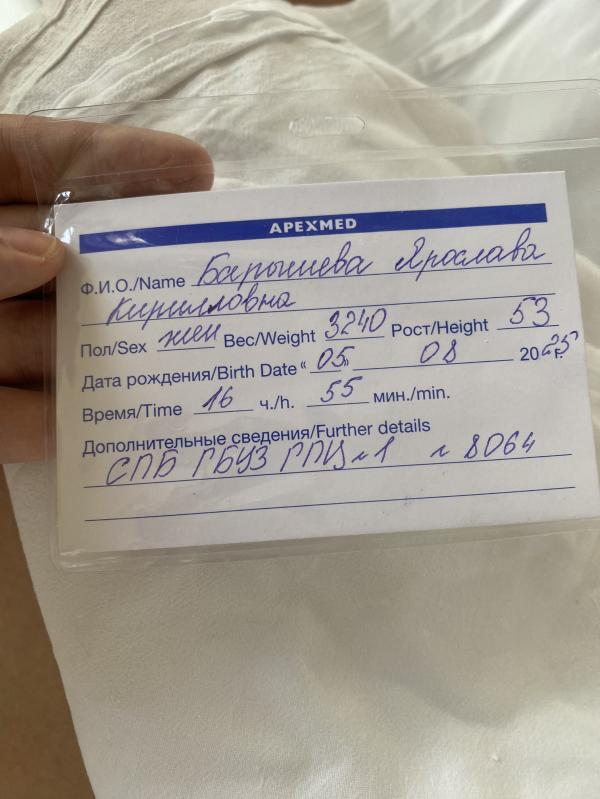 APEXMED
Ф.И.О./Name Барышева Ярослава
Кирилловна
Пол/Sex жен Вес/Weight 3240 Рост/Height 53
Дата рождения/Birth Date “ 05 ” 08 2025 г.
Время/Time 16 ч./h. 55 мин./min.
Дополнительные сведения/Further details
СПБ ГБУЗ РПЦ №1 № 8064